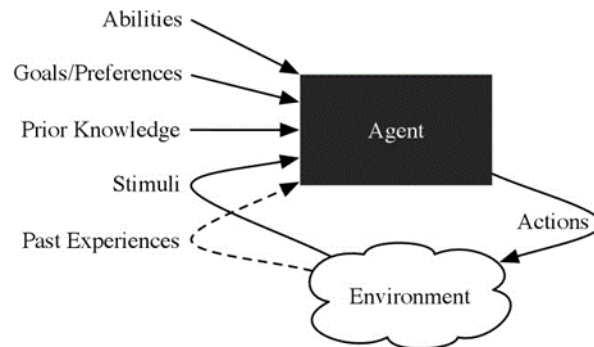 Abilities
Goals/Preferences
Prior Knowledge
Agent
Stimuli
Past Experiences
Actions
Environment